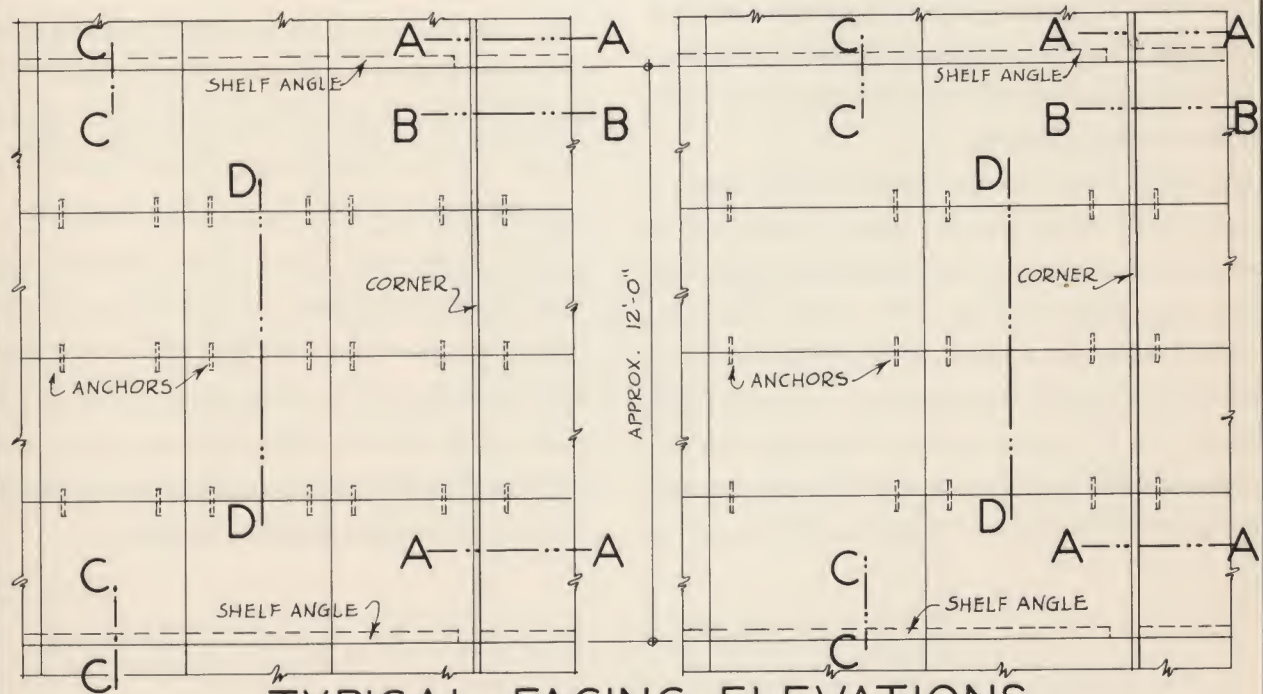 C A A C A A
SHELF ANGLE SHELF ANGLE
C B B C B B
D D
CORNER CORNER
APPROX. 12'-0"
ANCHORS ANCHORS
D D
C A A C A A
SHELF ANGLE SHELF ANGLE
C C
TYPICAL FACING ELEVATIONS